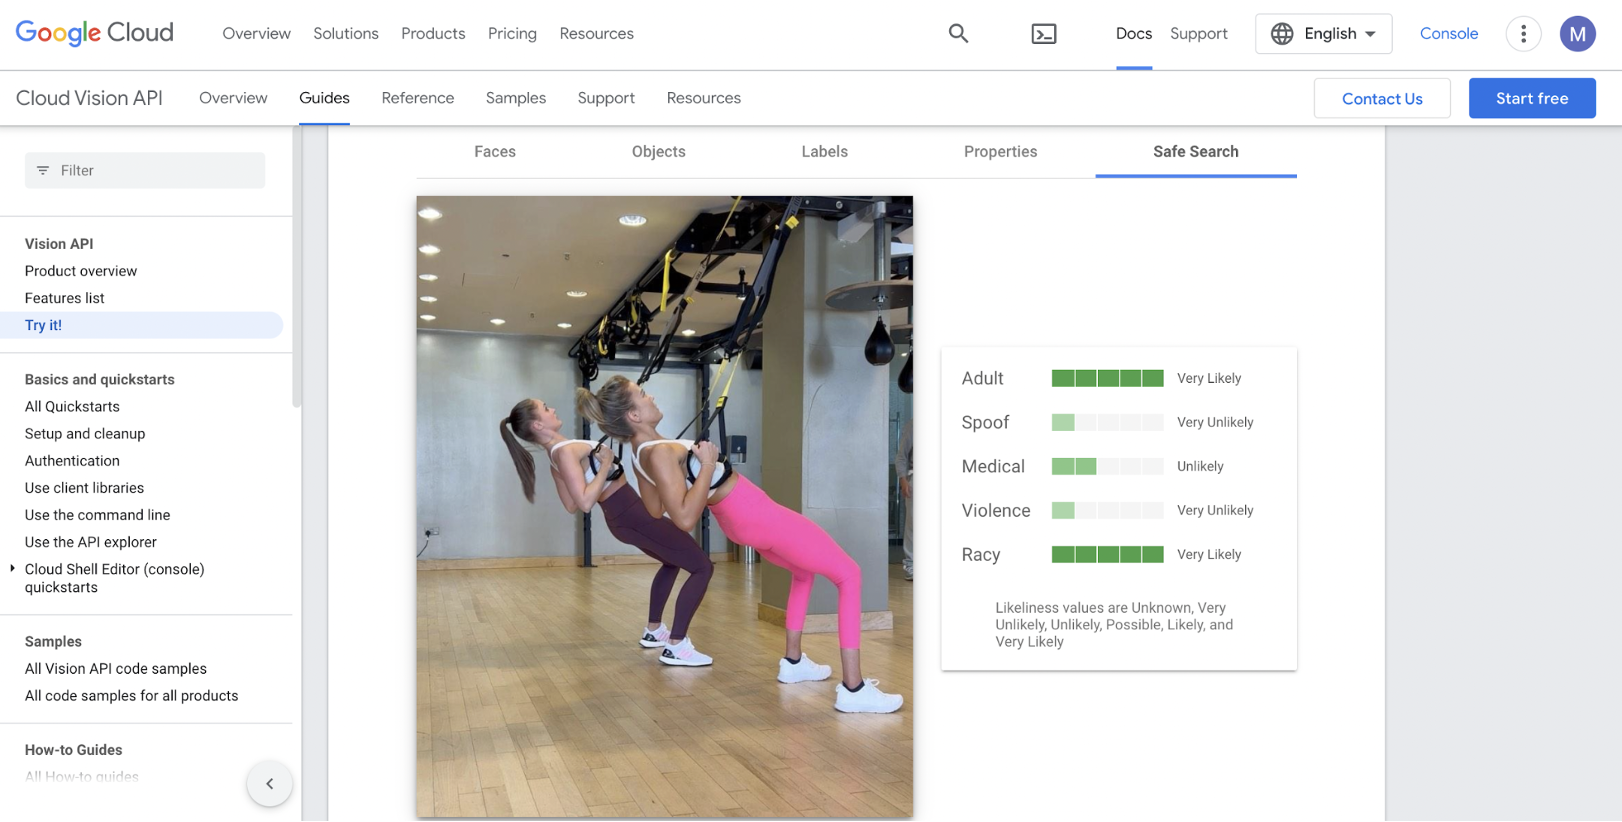 Google Cloud
Overview
Solutions
Products
Pricing
Resources
Docs
Support
English
Console
M
Cloud Vision API
Overview
Guides
Reference
Samples
Support
Resources
Contact Us
Start free
Filter
Vision API
Product overview
Features list
Try it!
Basics and quickstarts
All Quickstarts
Setup and cleanup
Authentication
Use client libraries
Use the command line
Use the API explorer
Cloud Shell Editor (console)
quickstarts
Samples
All Vision API code samples
All code samples for all products
How-to Guides
All How-to guides
Faces
Objects
Labels
Properties
Safe Search
Adult Very Likely
Spoof Very Unlikely
Medical Unlikely
Violence Very Unlikely
Racy Very Likely
Likeliness values are Unknown, Very
Unlikely, Unlikely, Possible, Likely, and
Very Likely